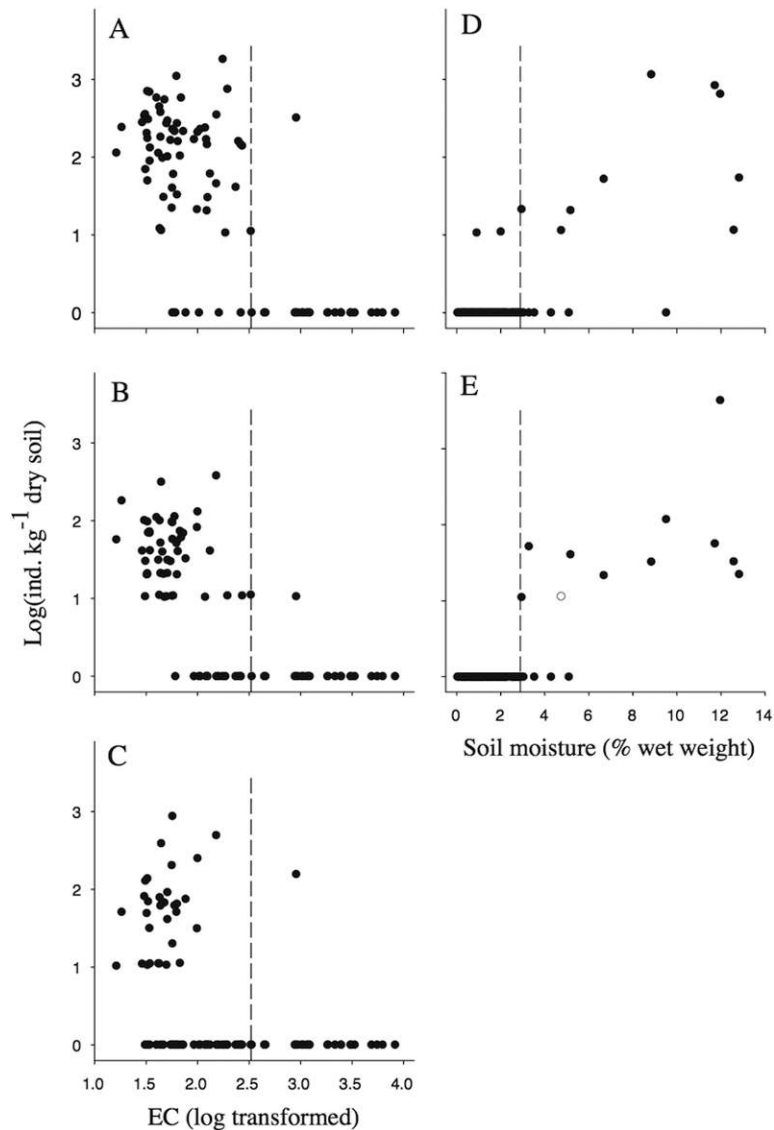 A
3
2
1
0
D
B
3
2
1
0
E
0 2 4 6 8 10 12 14
Soil moisture (% wet weight)
Log(ind. kg⁻¹ dry soil)
C
3
2
1
0
1.0 1.5 2.0 2.5 3.0 3.5 4.0
EC (log transformed)